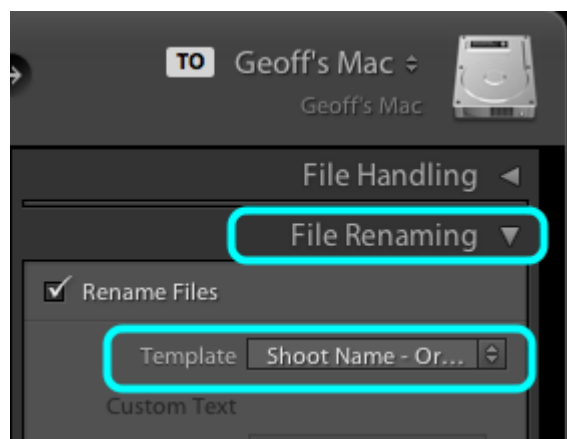 TO Geoff's Mac
Geoff's Mac
File Handling
File Renaming
Rename Files
Template Shoot Name - Or...
Custom Text